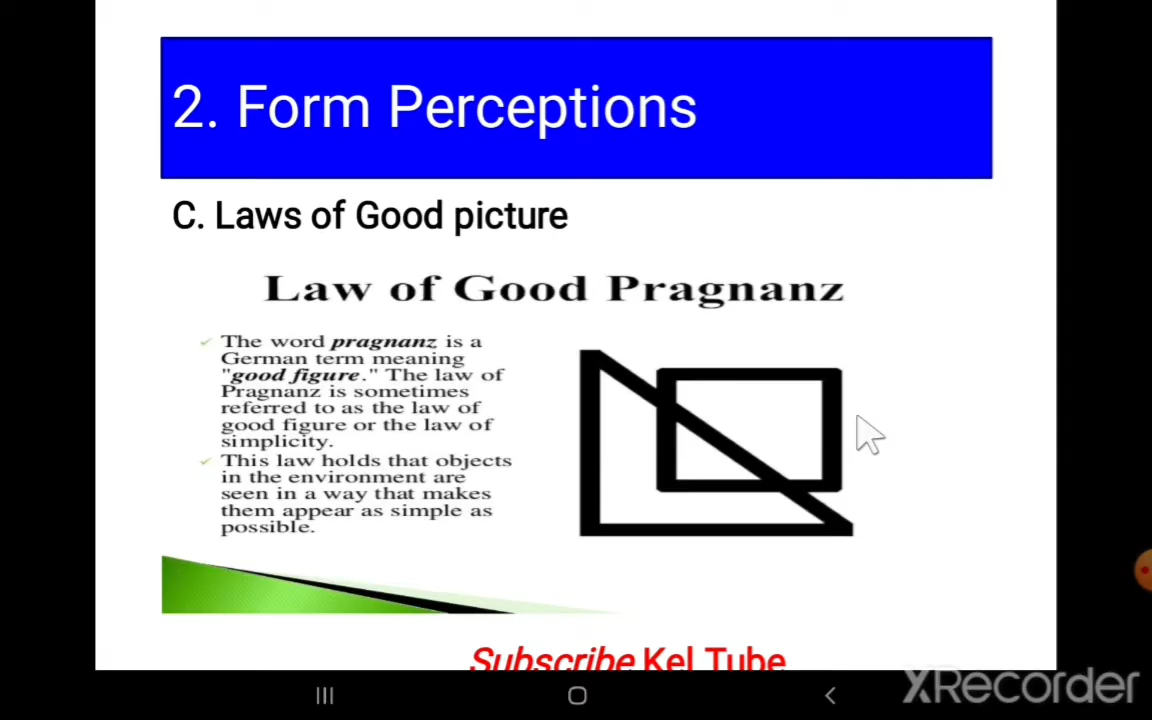 2. Form Perceptions
C. Laws of Good picture
Law of Good Pragnanz
The word pragnanz is a
German term meaning
"good figure." The law of
Pragnanz is sometimes
referred to as the law of
good figure or the law of
simplicity.
This law holds that objects
in the environment are
seen in a way that makes
them appear as simple as
possible.
Subscribe Kel Tube
XRecorder